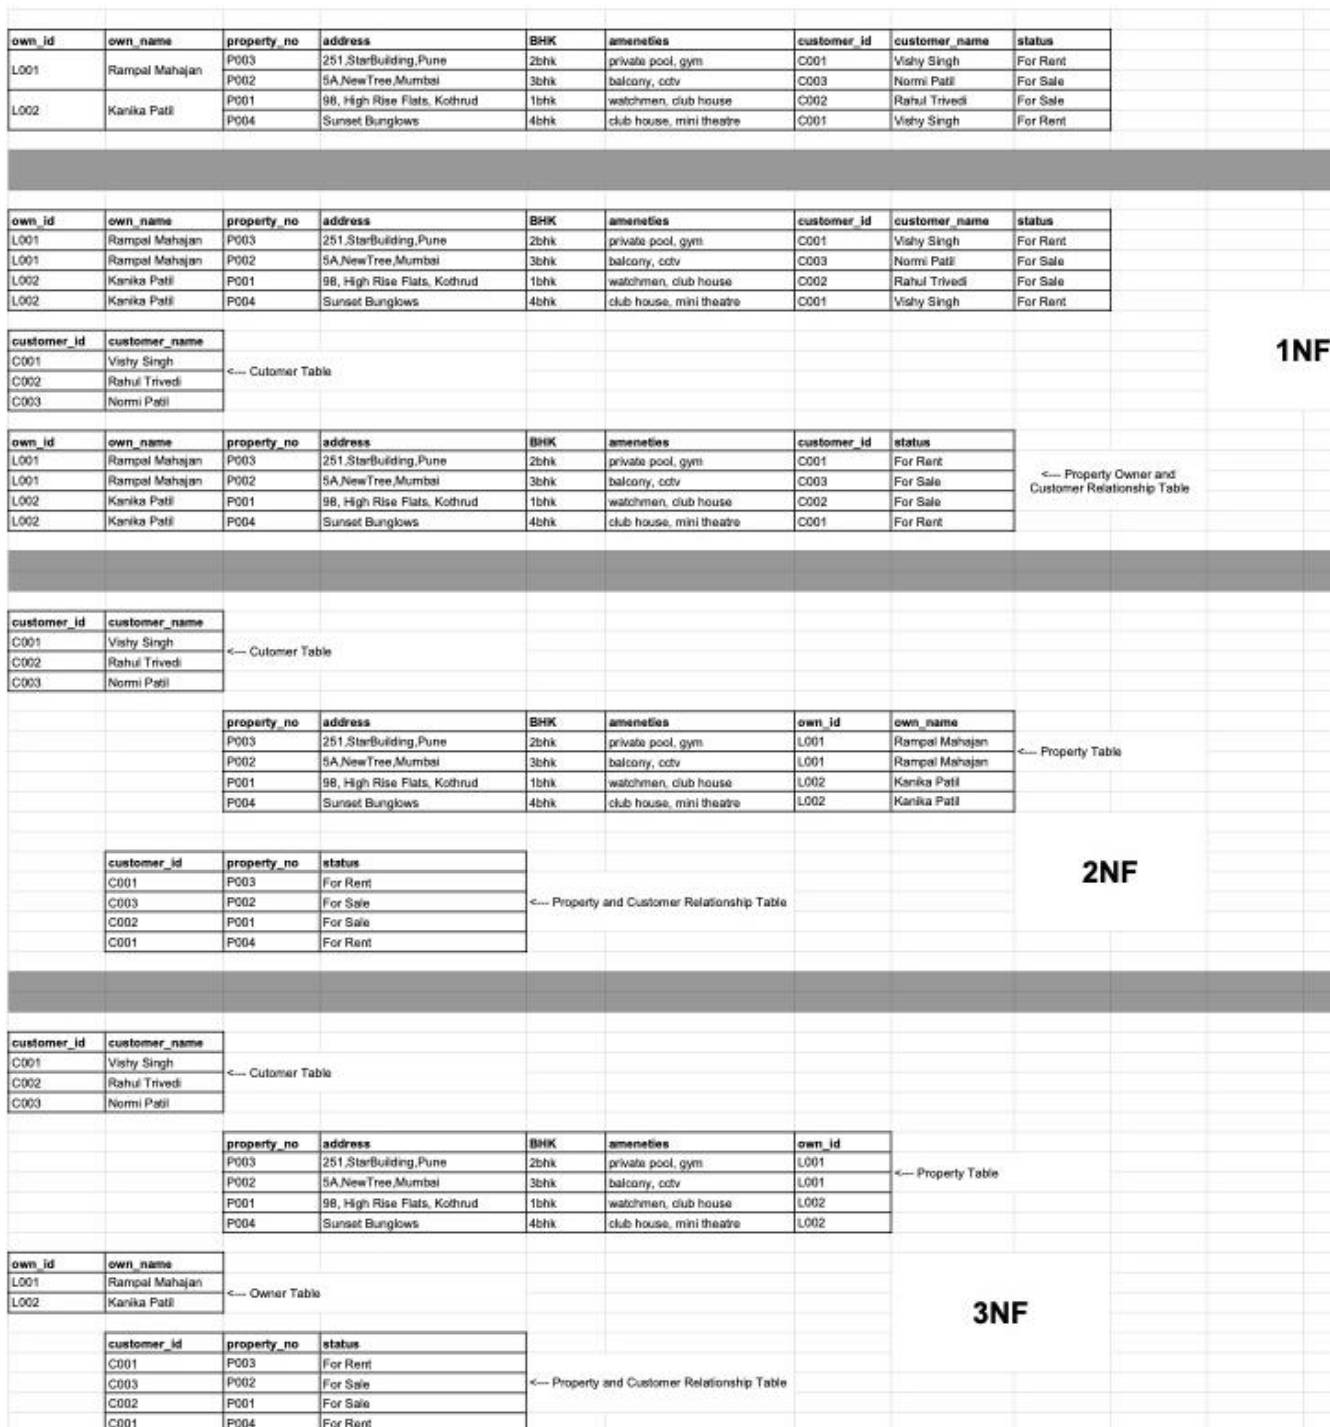 own_id own_name property_no address BHK ameneties customer_id customer_name status
L001 Rampal Mahajan P003 251,StarBuilding,Pune 2bhk private pool, gym C001 Vishy Singh For Rent
P002 5A,NewTree,Mumbai 3bhk balcony, cctv C003 Normi Patil For Sale
L002 Kanika Patil P001 98, High Rise Flats, Kothrud 1bhk watchmen, club house C002 Rahul Trivedi For Sale
P004 Sunset Bunglows 4bhk club house, mini theatre C001 Vishy Singh For Rent
own_id own_name property_no address BHK ameneties customer_id customer_name status
L001 Rampal Mahajan P003 251,StarBuilding,Pune 2bhk private pool, gym C001 Vishy Singh For Rent
L001 Rampal Mahajan P002 5A,NewTree,Mumbai 3bhk balcony, cctv C003 Normi Patil For Sale
L002 Kanika Patil P001 98, High Rise Flats, Kothrud 1bhk watchmen, club house C002 Rahul Trivedi For Sale
L002 Kanika Patil P004 Sunset Bunglows 4bhk club house, mini theatre C001 Vishy Singh For Rent
1NF
customer_id customer_name
C001 Vishy Singh
<--- Cutomer Table
C002 Rahul Trivedi
C003 Normi Patil
own_id own_name property_no address BHK ameneties customer_id status
L001 Rampal Mahajan P003 251,StarBuilding,Pune 2bhk private pool, gym C001 For Rent
L001 Rampal Mahajan P002 5A,NewTree,Mumbai 3bhk balcony, cctv C003 For Sale
L002 Kanika Patil P001 98, High Rise Flats, Kothrud 1bhk watchmen, club house C002 For Sale
L002 Kanika Patil P004 Sunset Bunglows 4bhk club house, mini theatre C001 For Rent
<--- Property Owner and
Customer Relationship Table
customer_id customer_name
C001 Vishy Singh
<--- Cutomer Table
C002 Rahul Trivedi
C003 Normi Patil
property_no address BHK ameneties own_id own_name
P003 251,StarBuilding,Pune 2bhk private pool, gym L001 Rampal Mahajan
<--- Property Table
P002 5A,NewTree,Mumbai 3bhk balcony, cctv L001 Rampal Mahajan
P001 98, High Rise Flats, Kothrud 1bhk watchmen, club house L002 Kanika Patil
P004 Sunset Bunglows 4bhk club house, mini theatre L002 Kanika Patil
2NF
customer_id property_no status
C001 P003 For Rent
C003 P002 For Sale
<--- Property and Customer Relationship Table
C002 P001 For Sale
C001 P004 For Rent
customer_id customer_name
C001 Vishy Singh
<--- Cutomer Table
C002 Rahul Trivedi
C003 Normi Patil
property_no address BHK ameneties own_id
P003 251,StarBuilding,Pune 2bhk private pool, gym L001
<--- Property Table
P002 5A,NewTree,Mumbai 3bhk balcony, cctv L001
P001 98, High Rise Flats, Kothrud 1bhk watchmen, club house L002
P004 Sunset Bunglows 4bhk club house, mini theatre L002
own_id own_name
L001 Rampal Mahajan
<--- Owner Table
L002 Kanika Patil
3NF
customer_id property_no status
C001 P003 For Rent
C003 P002 For Sale
<--- Property and Customer Relationship Table
C002 P001 For Sale
C001 P004 For Rent